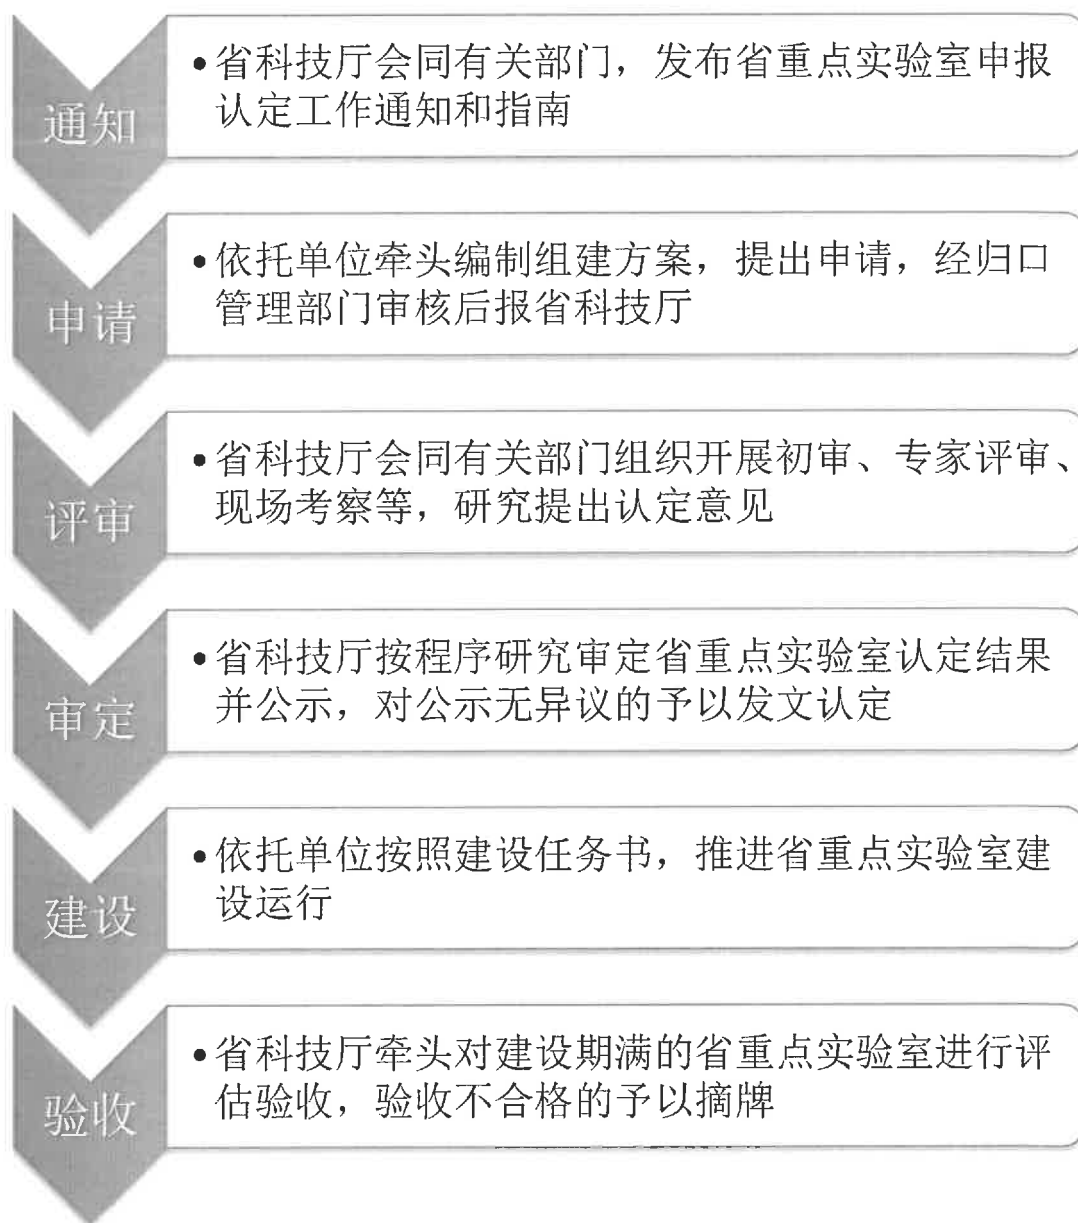 通知
•省科技厅会同有关部门，发布省重点实验室申报
认定工作通知和指南
申请
•依托单位牵头编制组建方案，提出申请，经归口
管理部门审核后报省科技厅
评审
•省科技厅会同有关部门组织开展初审、专家评审、
现场考察等，研究提出认定意见
审定
•省科技厅按程序研究审定省重点实验室认定结果
并公示，对公示无异议的予以发文认定
建设
•依托单位按照建设任务书，推进省重点实验室建
设运行
验收
•省科技厅牵头对建设期满的省重点实验室进行评
估验收，验收不合格的予以摘牌